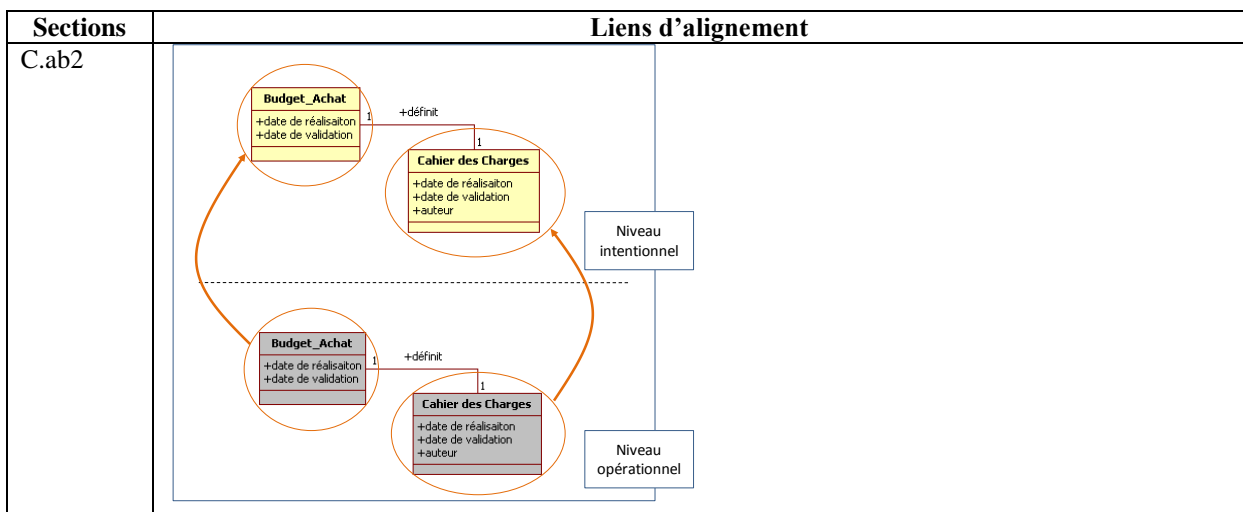 Sections
Liens d'alignement
C.ab2
Budget_Achat
+date de réalisaiton
+date de validation
1
+définit
1
Cahier des Charges
+date de réalisaiton
+date de validation
+auteur
Niveau
intentionnel
Budget_Achat
+date de réalisaiton
+date de validation
1
+définit
1
Cahier des Charges
+date de réalisaiton
+date de validation
+auteur
Niveau
opérationnel